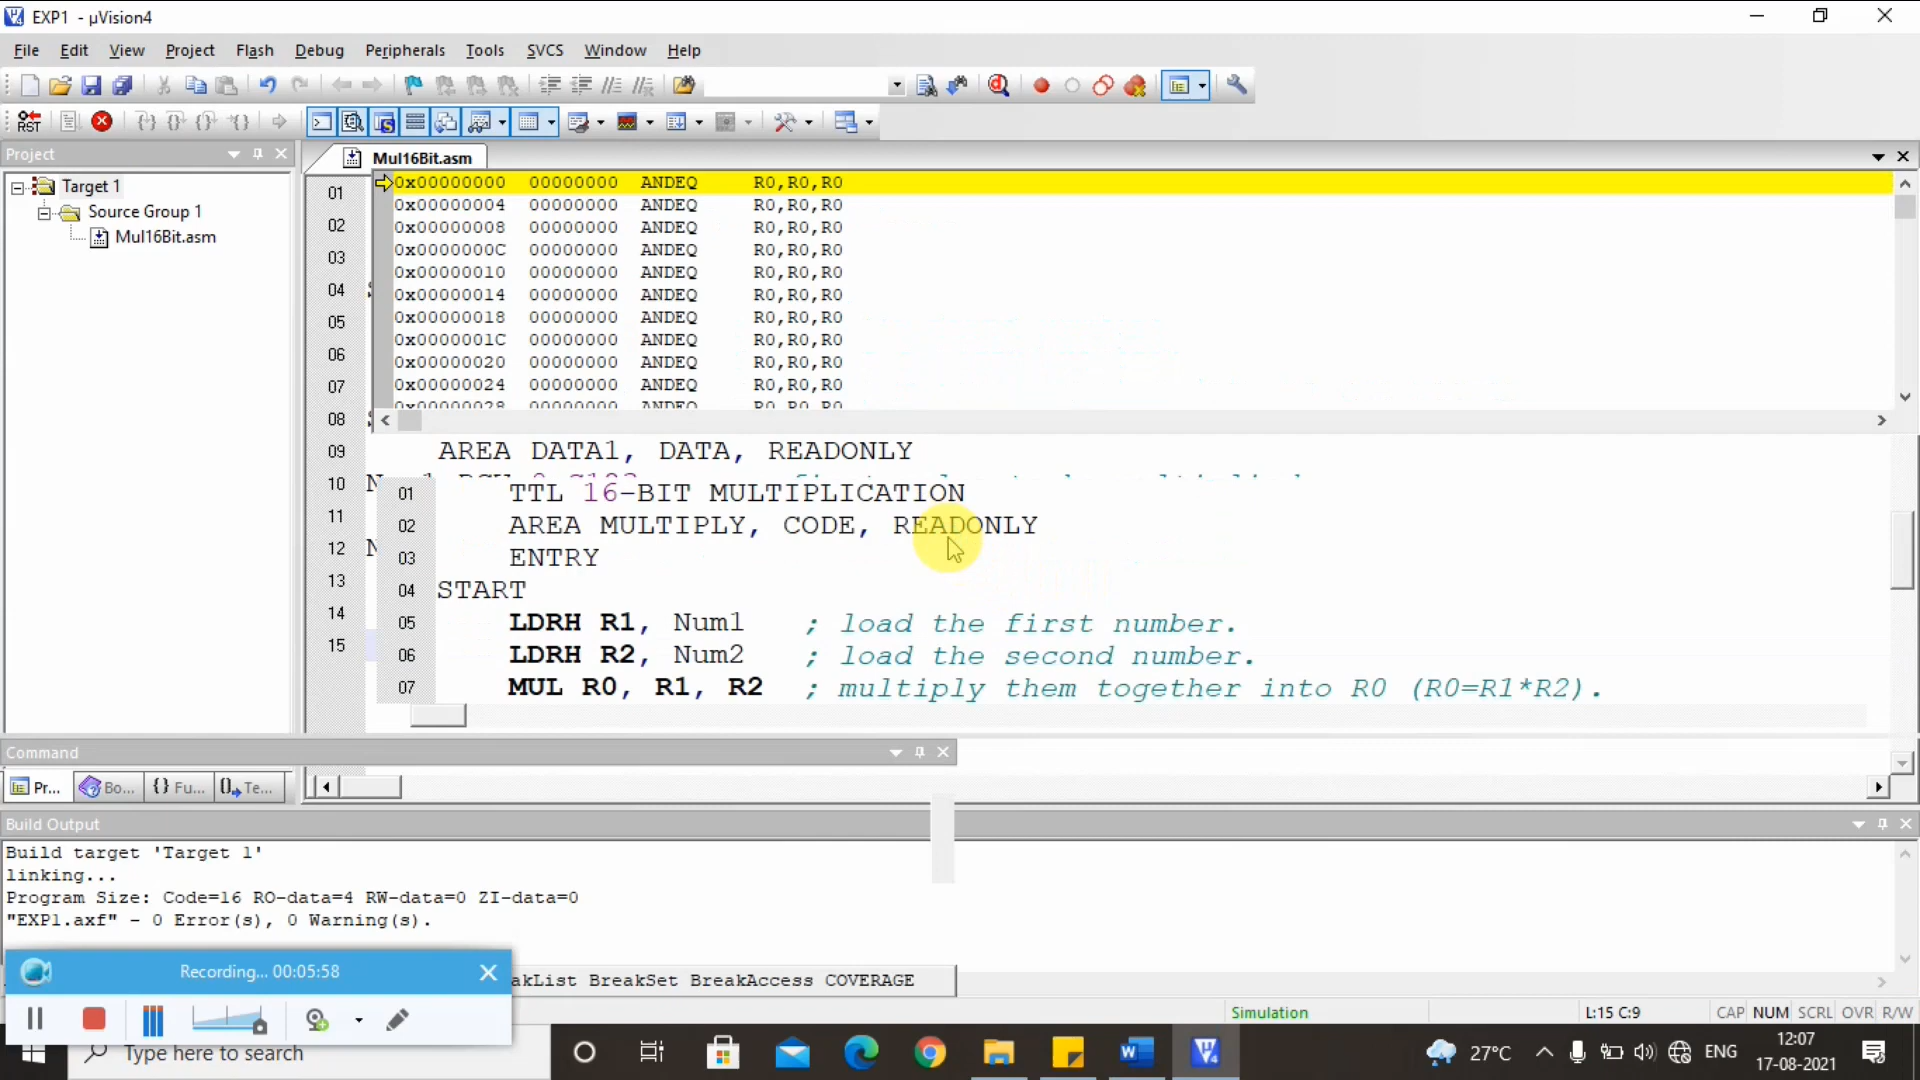 EXP1 - µVision4
File Edit View Project Flash Debug Peripherals Tools SVCS Window Help
RST
Project
Mul16Bit.asm
Target 1
Source Group 1
Mul16Bit.asm
01
02
03
04
05
06
07
08
09
10
11
12
13
14
15
0x00000000 00000000 ANDEQ R0,R0,R0
0x00000004 00000000 ANDEQ R0,R0,R0
0x00000008 00000000 ANDEQ R0,R0,R0
0x0000000C 00000000 ANDEQ R0,R0,R0
0x00000010 00000000 ANDEQ R0,R0,R0
0x00000014 00000000 ANDEQ R0,R0,R0
0x00000018 00000000 ANDEQ R0,R0,R0
0x0000001C 00000000 ANDEQ R0,R0,R0
0x00000020 00000000 ANDEQ R0,R0,R0
0x00000024 00000000 ANDEQ R0,R0,R0
0x00000028 00000000 ANDEQ R0,R0,R0
AREA DATA1, DATA, READONLY
01 TTL 16-BIT MULTIPLICATION
02 AREA MULTIPLY, CODE, READONLY
03 ENTRY
04 START
05 LDRH R1, Num1 ; load the first number.
06 LDRH R2, Num2 ; load the second number.
07 MUL R0, R1, R2 ; multiply them together into R0 (R0=R1*R2).
Command
Pr... Bo... {} Fu... 0 Te...
Build Output
Build target 'Target 1'
linking...
Program Size: Code=16 RO-data=4 RW-data=0 ZI-data=0
"EXP1.axf" - 0 Error(s), 0 Warning(s).
Recording... 00:05:58
akList BreakSet BreakAccess COVERAGE
Simulation L:15 C:9 CAP NUM SCRL OVR R/W
Type here to search
27°C ENG
12:07
17-08-2021